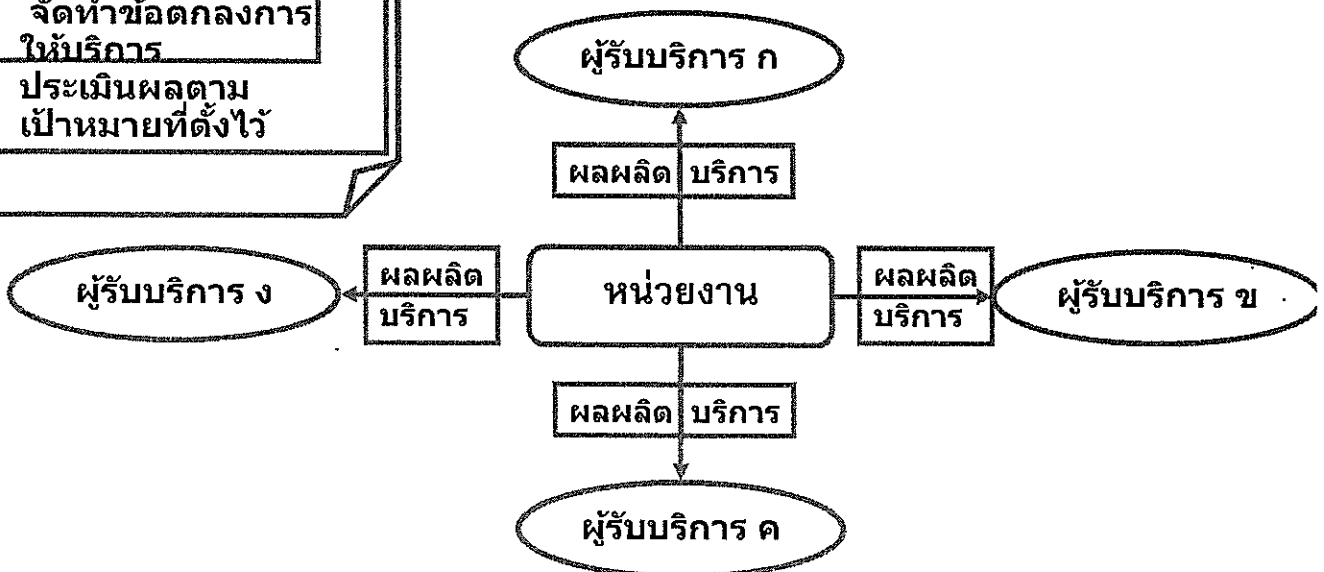 จัดทำข้อตกลงการ
ให้บริการ
ประเมินผลตาม
เป้าหมายที่ตั้งไว้
ผู้รับบริการ ก
ผลผลิต บริการ
ผู้รับบริการ ง
ผลผลิต
บริการ
หน่วยงาน
ผลผลิต
บริการ
ผู้รับบริการ ข
ผลผลิต บริการ
ผู้รับบริการ ค